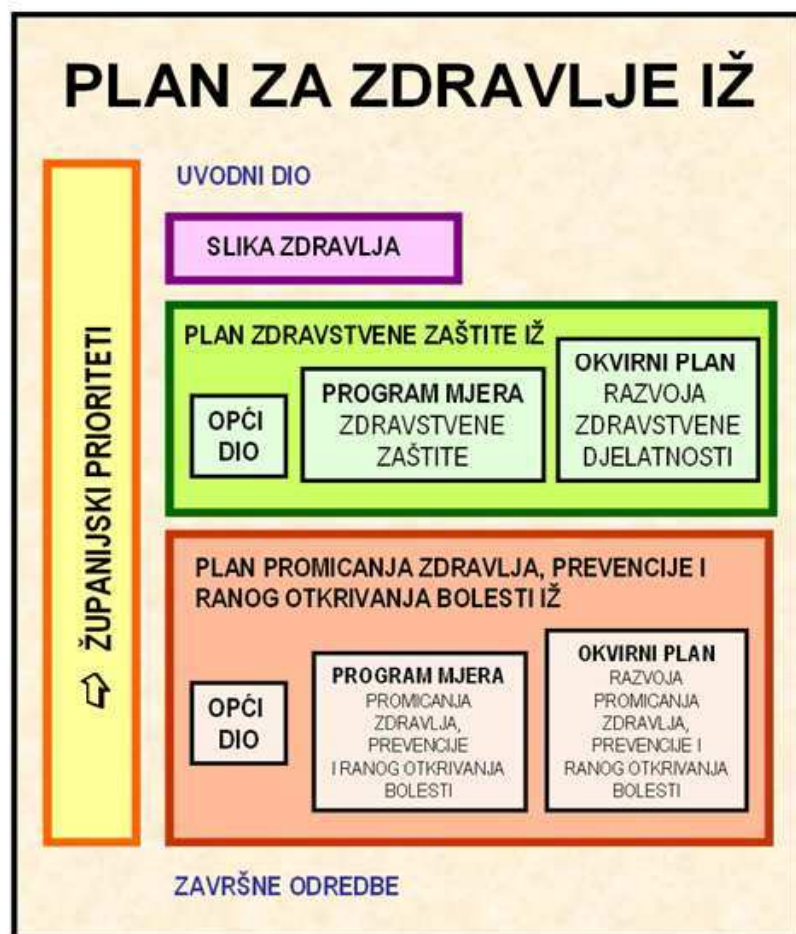 PLAN ZA ZDRAVLJE IŽ
ŽUPANIJSKI PRIORITETI
UVODNI DIO
SLIKA ZDRAVLJA
PLAN ZDRAVSTVENE ZAŠTITE IŽ
OPĆI
DIO
PROGRAM MJERA
ZDRAVSTVENE
ZAŠTITE
OKVIRNI PLAN
RAZVOJA
ZDRAVSTVENE
DJELATNOSTI
PLAN PROMICANJA ZDRAVLJA, PREVENCIJE I
RANOG OTKRIVANJA BOLESTI IŽ
OPĆI
DIO
PROGRAM MJERA
PROMICANJA
ZDRAVLJA,
PREVENCIJE
I RANOG OTKRIVANJA
BOLESTI
OKVIRNI PLAN
RAZVOJA
PROMICANJA
ZDRAVLJA,
PREVENCIJE I
RANOG OTKRIVANJA
BOLESTI
ZAVRŠNE ODREDBE